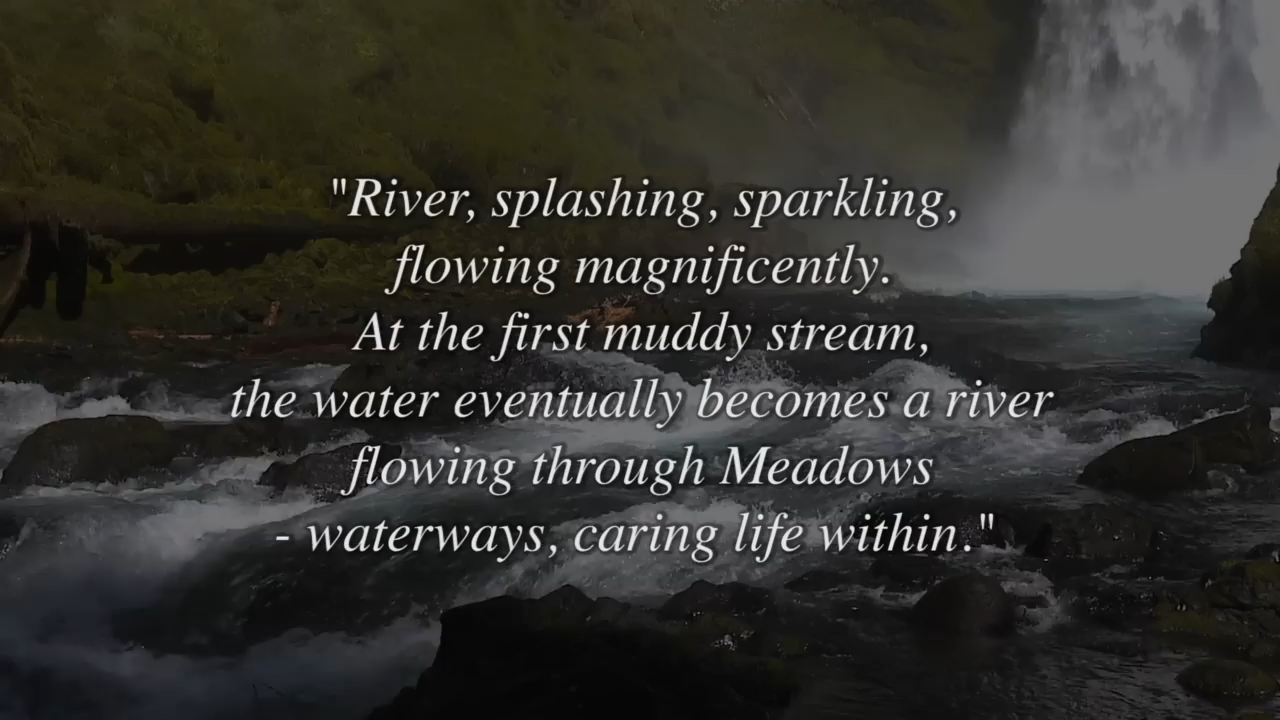 "River, splashing, sparkling,
flowing magnificently.
At the first muddy stream,
the water eventually becomes a river
flowing through Meadows
- waterways, caring life within."